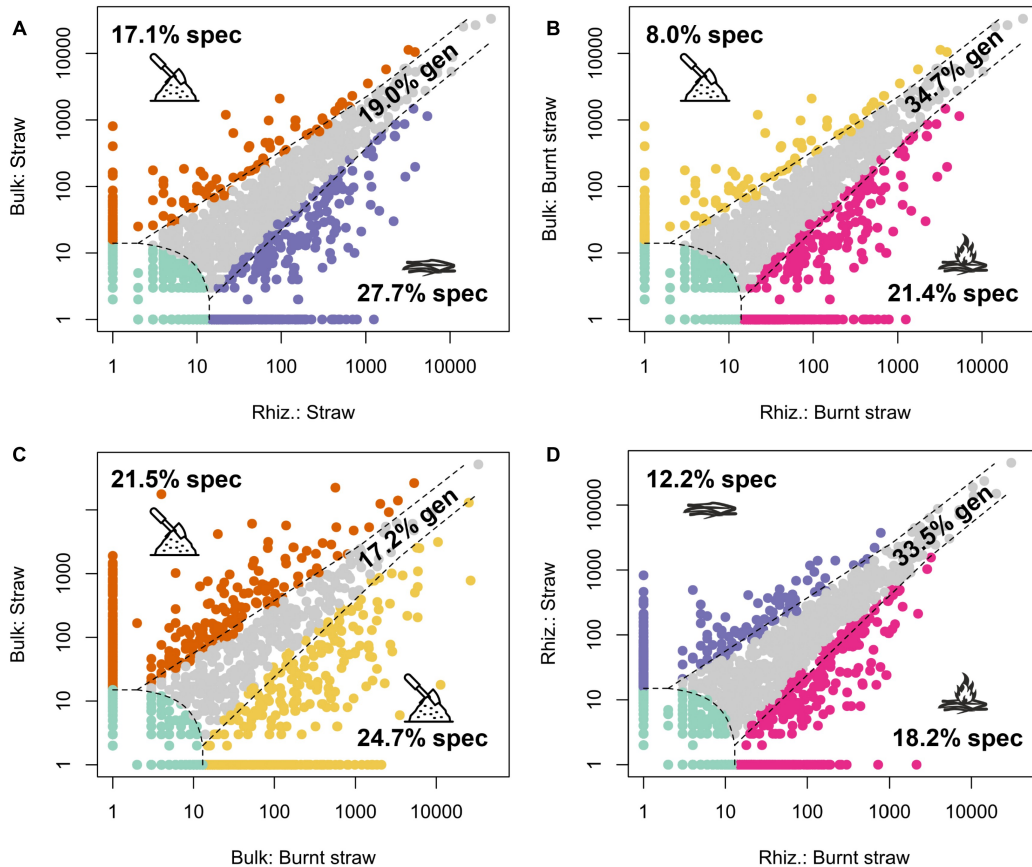 A
17.1% spec
19.0% gen
27.7% spec
Bulk: Straw
10000
1000
100
10
1
1
10
100
1000
10000
Rhiz.: Straw
B
8.0% spec
34.7% gen
21.4% spec
Bulk: Burnt straw
10000
1000
100
10
1
1
10
100
1000
10000
Rhiz.: Burnt straw
C
21.5% spec
17.2% gen
24.7% spec
Bulk: Straw
1000
100
10
1
1
10
100
1000
10000
Bulk: Burnt straw
D
12.2% spec
33.5% gen
18.2% spec
Rhiz.: Straw
10000
1000
100
10
1
1
10
100
1000
10000
Rhiz.: Burnt straw